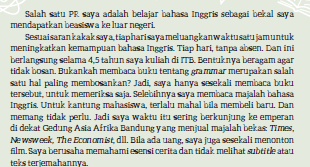 Salah satu PR saya adalah belajar bahasa Inggris sebagai bekal saya
mendapatkan beasiswa ke luar negeri.
Sesuai saran kakak saya, tiap hari saya meluangkan waktu satu jam untuk
meningkatkan kemampuan bahasa Inggris. Tiap hari, tanpa absen. Dan ini
berlangsung selama 4,5 tahun saya kuliah di ITB. Bentuknya beragam agar
tidak bosan. Bukankah membaca buku tentang grammar merupakan salah
satu hal paling membosankan? Jadi, saya hanya sesekali membaca buku
tersebut, untuk memeriksa saja. Selebihnya saya membaca majalah bahasa
Inggris. Untuk kantung mahasiswa, terlalu mahal bila membeli baru. Dan
memang tidak perlu. Jadi saya waktu itu sering berkunjung ke emperan
di dekat Gedung Asia Afrika Bandung yang menjual majalah bekas: Times,
Newsweek, The Economist, dll. Bila ada uang, saya juga sesekali menonton
film. Saya berusaha memahami esensi cerita dan tidak melihat subtitle atau
teks terjemahannya.